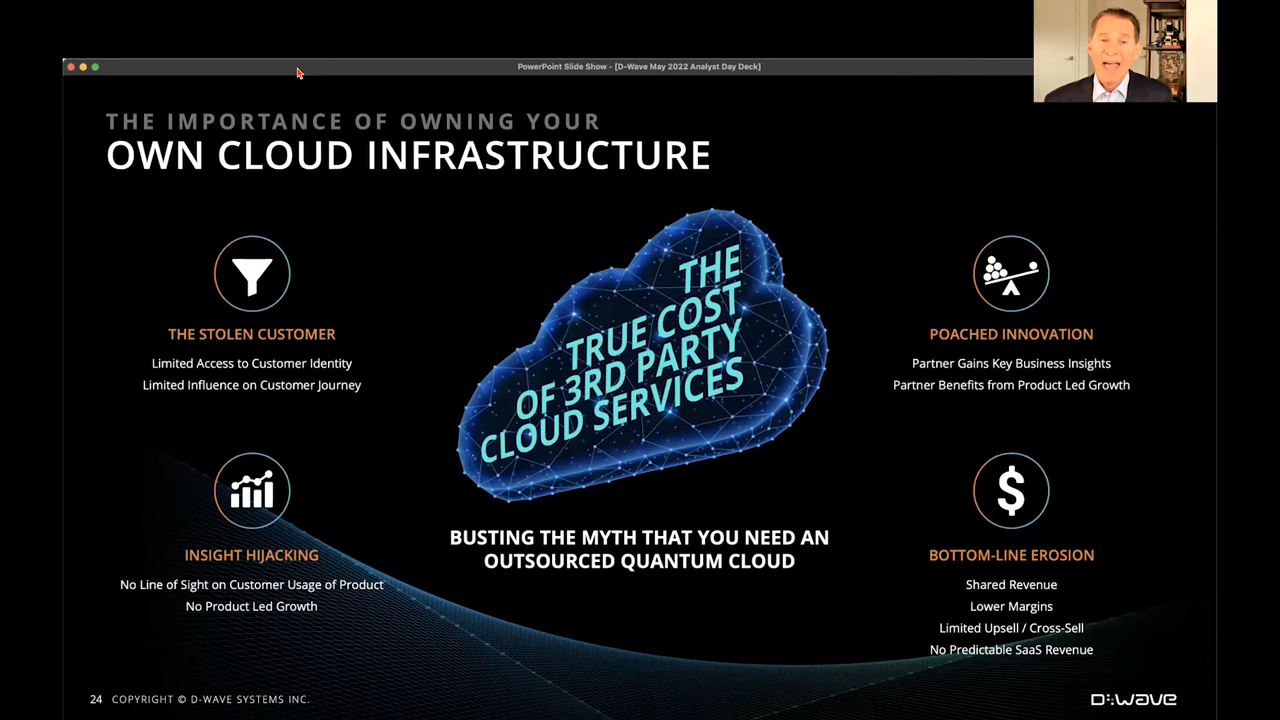 PowerPoint Slide Show - [D-Wave May 2022 Analyst Day Deck]
THE IMPORTANCE OF OWNING YOUR
OWN CLOUD INFRASTRUCTURE
THE STOLEN CUSTOMER
Limited Access to Customer Identity
Limited Influence on Customer Journey
INSIGHT HIJACKING
No Line of Sight on Customer Usage of Product
No Product Led Growth
THE
TRUE COST
OF 3RD PARTY
CLOUD SERVICES
BUSTING THE MYTH THAT YOU NEED AN
OUTSOURCED QUANTUM CLOUD
POACHED INNOVATION
Partner Gains Key Business Insights
Partner Benefits from Product Led Growth
BOTTOM-LINE EROSION
Shared Revenue
Lower Margins
Limited Upsell / Cross-Sell
No Predictable SaaS Revenue
24 COPYRIGHT © D-WAVE SYSTEMS INC.
D:wave